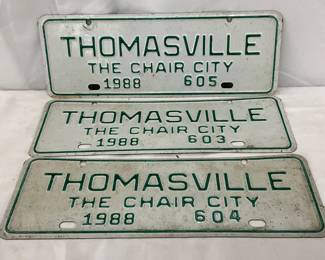 THOMASVILLE
THE CHAIR CITY
1988 605
THOMASVILLE
THE CHAIR CITY
1988 603
THOMASVILLE
THE CHAIR CITY
1988 604